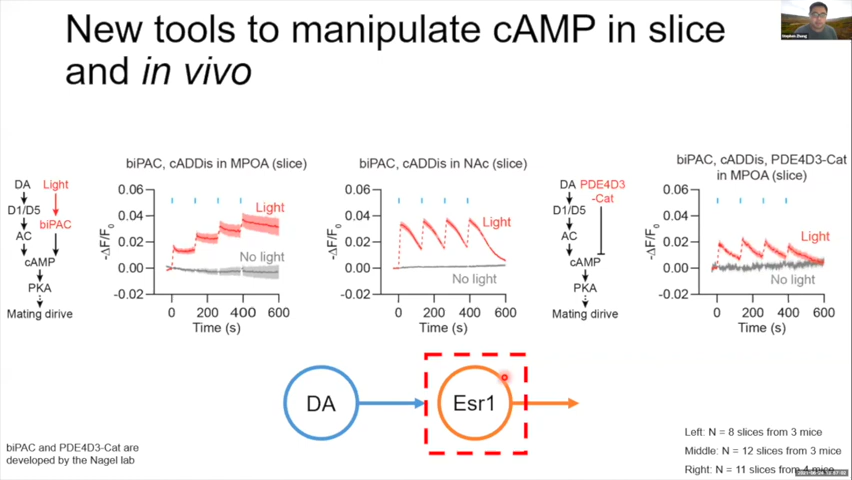 New tools to manipulate cAMP in slice
and in vivo
Stephen Zhang
DA Light
D1/D5
biPAC
AC
cAMP
PKA
Mating dirive
biPAC, cADDis in MPOA (slice)
-ΔF/F0
0.06
0.04
0.02
0.00
-0.02
Light
No light
0 200 400 600
Time (s)
biPAC, cADDis in NAc (slice)
-ΔF/F0
0.06
0.04
0.02
0.00
-0.02
Light
No light
0 200 400 600
Time (s)
DA PDE4D3
-Cat
D1/D5
AC
cAMP
PKA
Mating dirive
biPAC, cADDis, PDE4D3-Cat
in MPOA (slice)
-ΔF/F0
0.06
0.04
0.02
0.00
-0.02
Light
No light
0 200 400 600
Time (s)
DA
Esr1
biPAC and PDE4D3-Cat are
developed by the Nagel lab
Left: N = 8 slices from 3 mice
Middle: N = 12 slices from 3 mice
Right: N = 11 slices from 4 mice